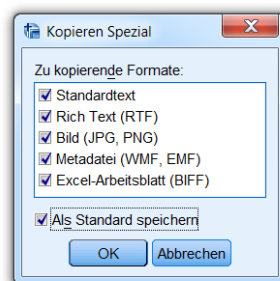 Kopieren Spezial
Zu kopierende Formate:
Standardtext
Rich Text (RTF)
Bild (JPG, PNG)
Metadatei (WMF, EMF)
Excel-Arbeitsblatt (BIFF)
Als Standard speichern
OK Abbrechen